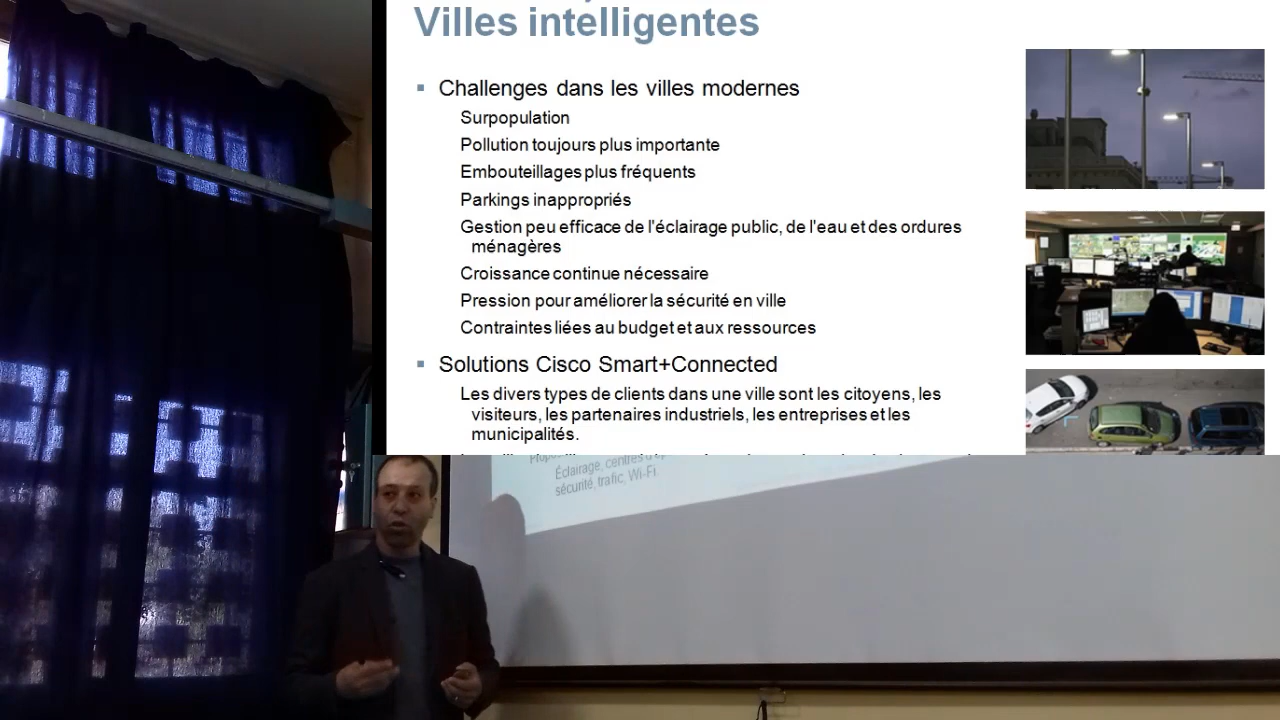 Villes intelligentes
Challenges dans les villes modernes
Surpopulation
Pollution toujours plus importante
Embouteillages plus fréquents
Parkings inappropriés
Gestion peu efficace de l'éclairage public, de l'eau et des ordures
ménagères
Croissance continue nécessaire
Pression pour améliorer la sécurité en ville
Contraintes liées au budget et aux ressources
Solutions Cisco Smart+Connected
Les divers types de clients dans une ville sont les citoyens, les
visiteurs, les partenaires industriels, les entreprises et les
municipalités.
Éclairage, centres
sécurité, trafic, Wi-Fi